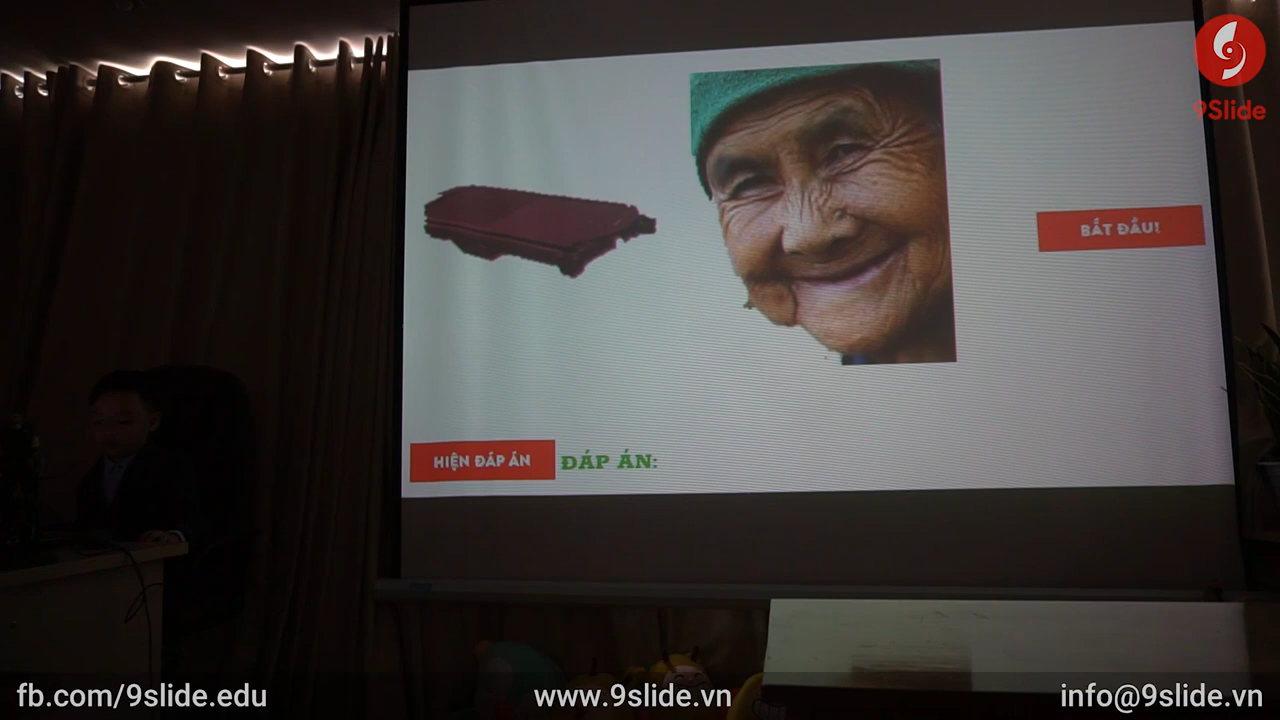 9Slide
BẮT ĐẦU!
HIỆN ĐÁP ÁN
ĐÁP ÁN:
fb.com/9slide.edu
www.9slide.vn
info@9slide.vn